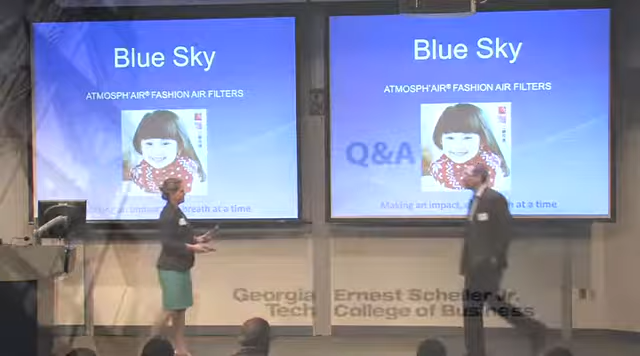 Blue Sky
ATMOSPH'AIR® FASHION AIR FILTERS
breath at a time
Blue Sky
ATMOSPH'AIR® FASHION AIR FILTERS
Q&A
Making an impact, at a time
Georgia Tech
Ernest Scheller Jr.
College of Business